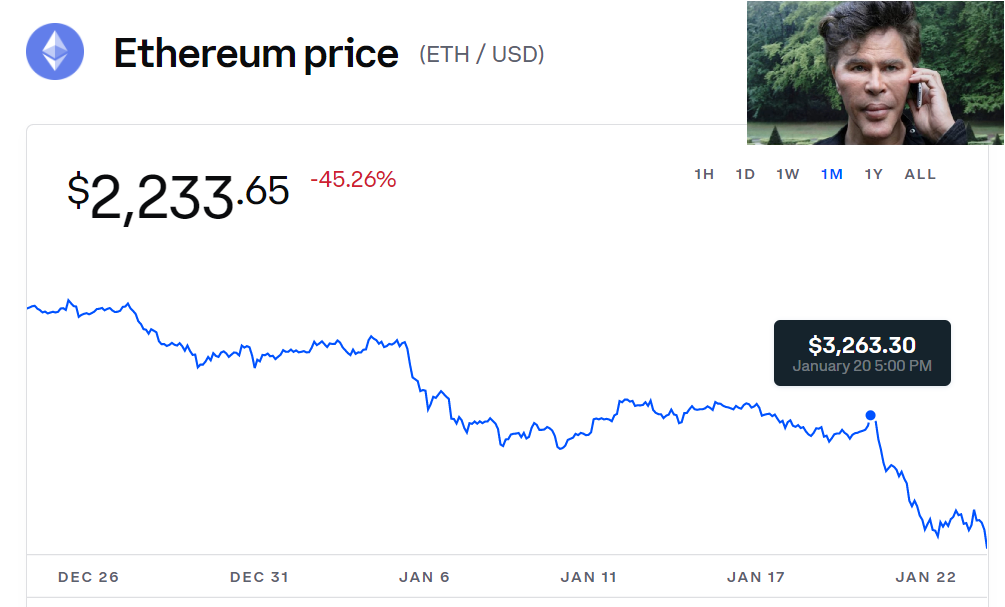 Ethereum price (ETH / USD)
$2,233.65 -45.26%
1H 1D 1W 1M 1Y ALL
$3,263.30
January 20 5:00 PM
DEC 26 DEC 31 JAN 6 JAN 11 JAN 17 JAN 22